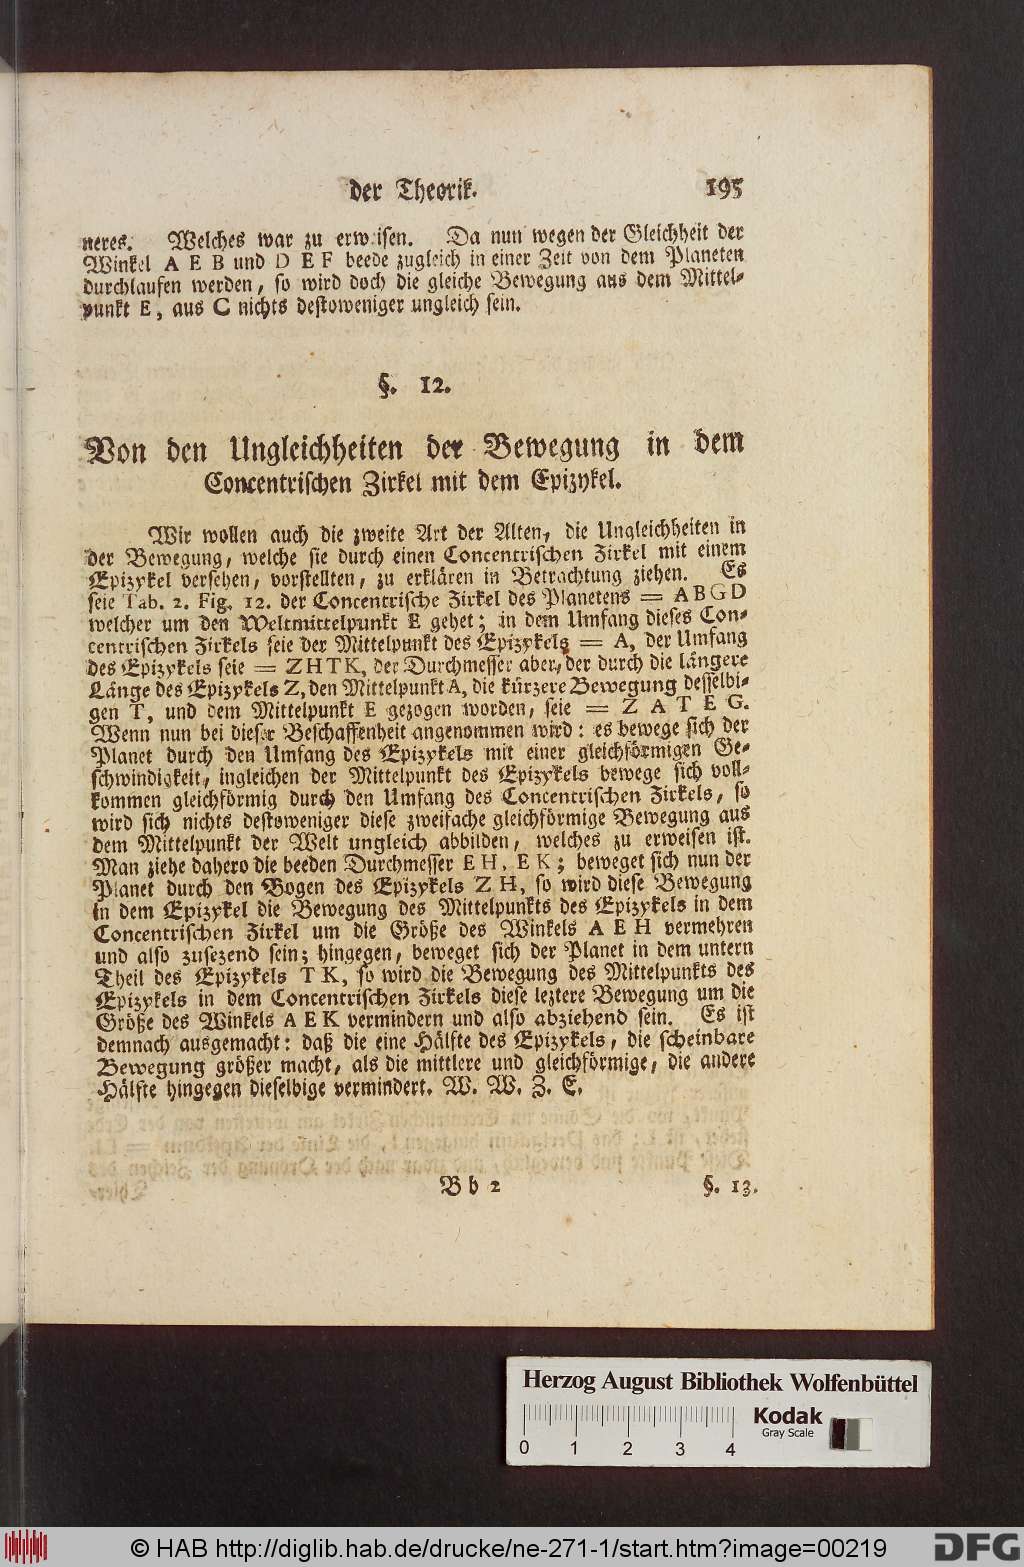 der Theorik.
195
neres. Welches war zu erweisen. Da nun wegen der Gleichheit der
Winkel A E B und D E F beede zugleich in einer Zeit von dem Planeten
durchlaufen werden, so wird doch die gleiche Bewegung aus dem Mittel-
punkt E, aus C nichts destoweniger ungleich sein.
§. 12.
Von den Ungleichheiten der Bewegung in dem
Concentrischen Zirkel mit dem Epizykel.
Wir wollen auch die zweite Art der Alten, die Ungleichheiten in
der Bewegung, welche sie durch einen Concentrischen Zirkel mit einem
Epizykel versehen, vorstellten, zu erklären in Betrachtung ziehen. Es
seie Tab. 2. Fig. 12. der Concentrische Zirkel des Planetens = A B G D
welcher um den Weltmittelpunkt E gehet; in dem Umfang dieses Con-
centrischen Zirkels seie der Mittelpunkt des Epizykels = A, der Umfang
des Epizykels seie = Z H T K, der Durchmesser aber, der durch die längere
Länge des Epizykels Z, den Mittelpunkt A, die kürzere Bewegung desselbi-
gen T, und dem Mittelpunkt E gezogen worden, seie = Z A T E G.
Wenn nun bei dieser Beschaffenheit angenommen wird: es bewege sich der
Planet durch den Umfang des Epizykels mit einer gleichförmigen Ge-
schwindigkeit, ingleichen der Mittelpunkt des Epizykels bewege sich voll-
kommen gleichförmig durch den Umfang des Concentrischen Zirkels, so
wird sich nichts destoweniger diese zweifache gleichförmige Bewegung aus
dem Mittelpunkt der Welt ungleich abbilden, welches zu erweisen ist.
Man ziehe dahero die beeden Durchmesser E H, E K; beweget sich nun der
Planet durch den Bogen des Epizykels Z H, so wird diese Bewegung
in dem Epizykel die Bewegung des Mittelpunkts des Epizykels in dem
Concentrischen Zirkel um die Größe des Winkels A E H vermehren
und also zusezend sein; hingegen, beweget sich der Planet in dem untern
Theil des Epizykels T K, so wird die Bewegung des Mittelpunkts des
Epizykels in dem Concentrischen Zirkels diese leztere Bewegung um die
Größe des Winkels A E K vermindern und also abziehend sein. Es ist
demnach ausgemacht: daß die eine Hälfte des Epizykels, die scheinbare
Bewegung größer macht, als die mittlere und gleichförmige, die andere
Hälfte hingegen dieselbige vermindert. W. W. Z. E.
B b 2
§. 13.
Herzog August Bibliothek Wolfenbüttel
Kodak
Gray Scale
0 1 2 3 4
© HAB http://diglib.hab.de/drucke/ne-271-1/start.htm?image=00219
DFG